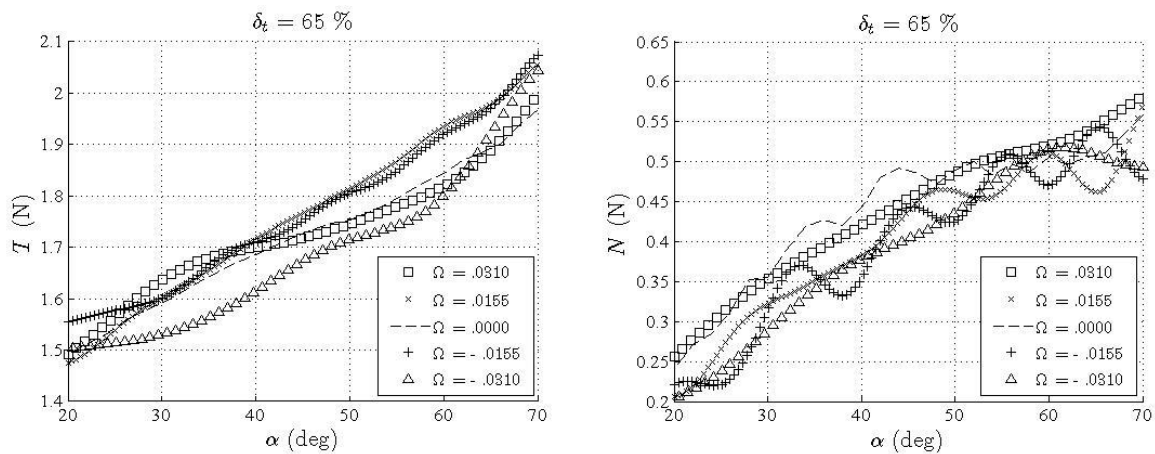 δt = 65 %
2.1
2
1.9
1.8
1.7
1.6
1.5
1.4
T (N)
20 30 40 50 60 70
α (deg)
Ω = .0310
Ω = .0155
Ω = .0000
Ω = - .0155
Ω = - .0310
δt = 65 %
0.65
0.6
0.55
0.5
0.45
0.4
0.35
0.3
0.25
0.2
N (N)
20 30 40 50 60 70
α (deg)
Ω = .0310
Ω = .0155
Ω = .0000
Ω = - .0155
Ω = - .0310